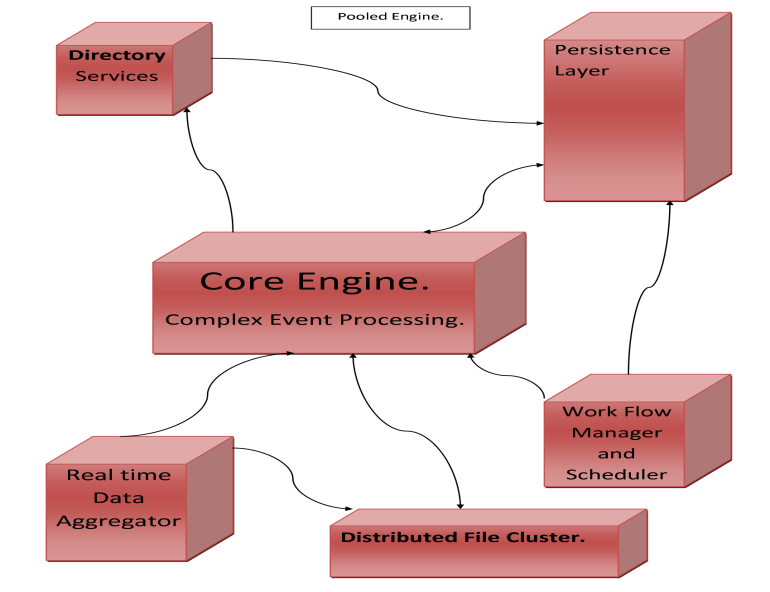 Pooled Engine.
Directory
Services
Persistence
Layer
Core Engine.
Complex Event Processing.
Work Flow
Manager
and
Scheduler
Real time
Data
Aggregator
Distributed File Cluster.